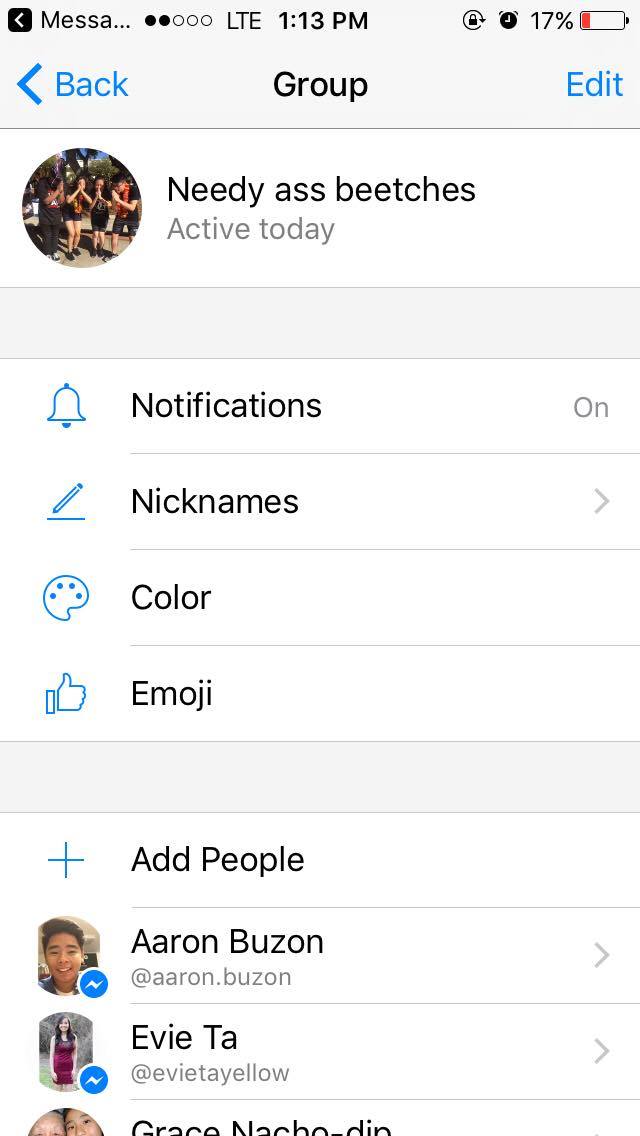 Messa... LTE 1:13 PM 17%
Back Group Edit
Needy ass beetches
Active today
Notifications On
Nicknames
Color
Emoji
Add People
Aaron Buzon
@aaron.buzon
Evie Ta
@evietayellow
Grace Nacho-dip